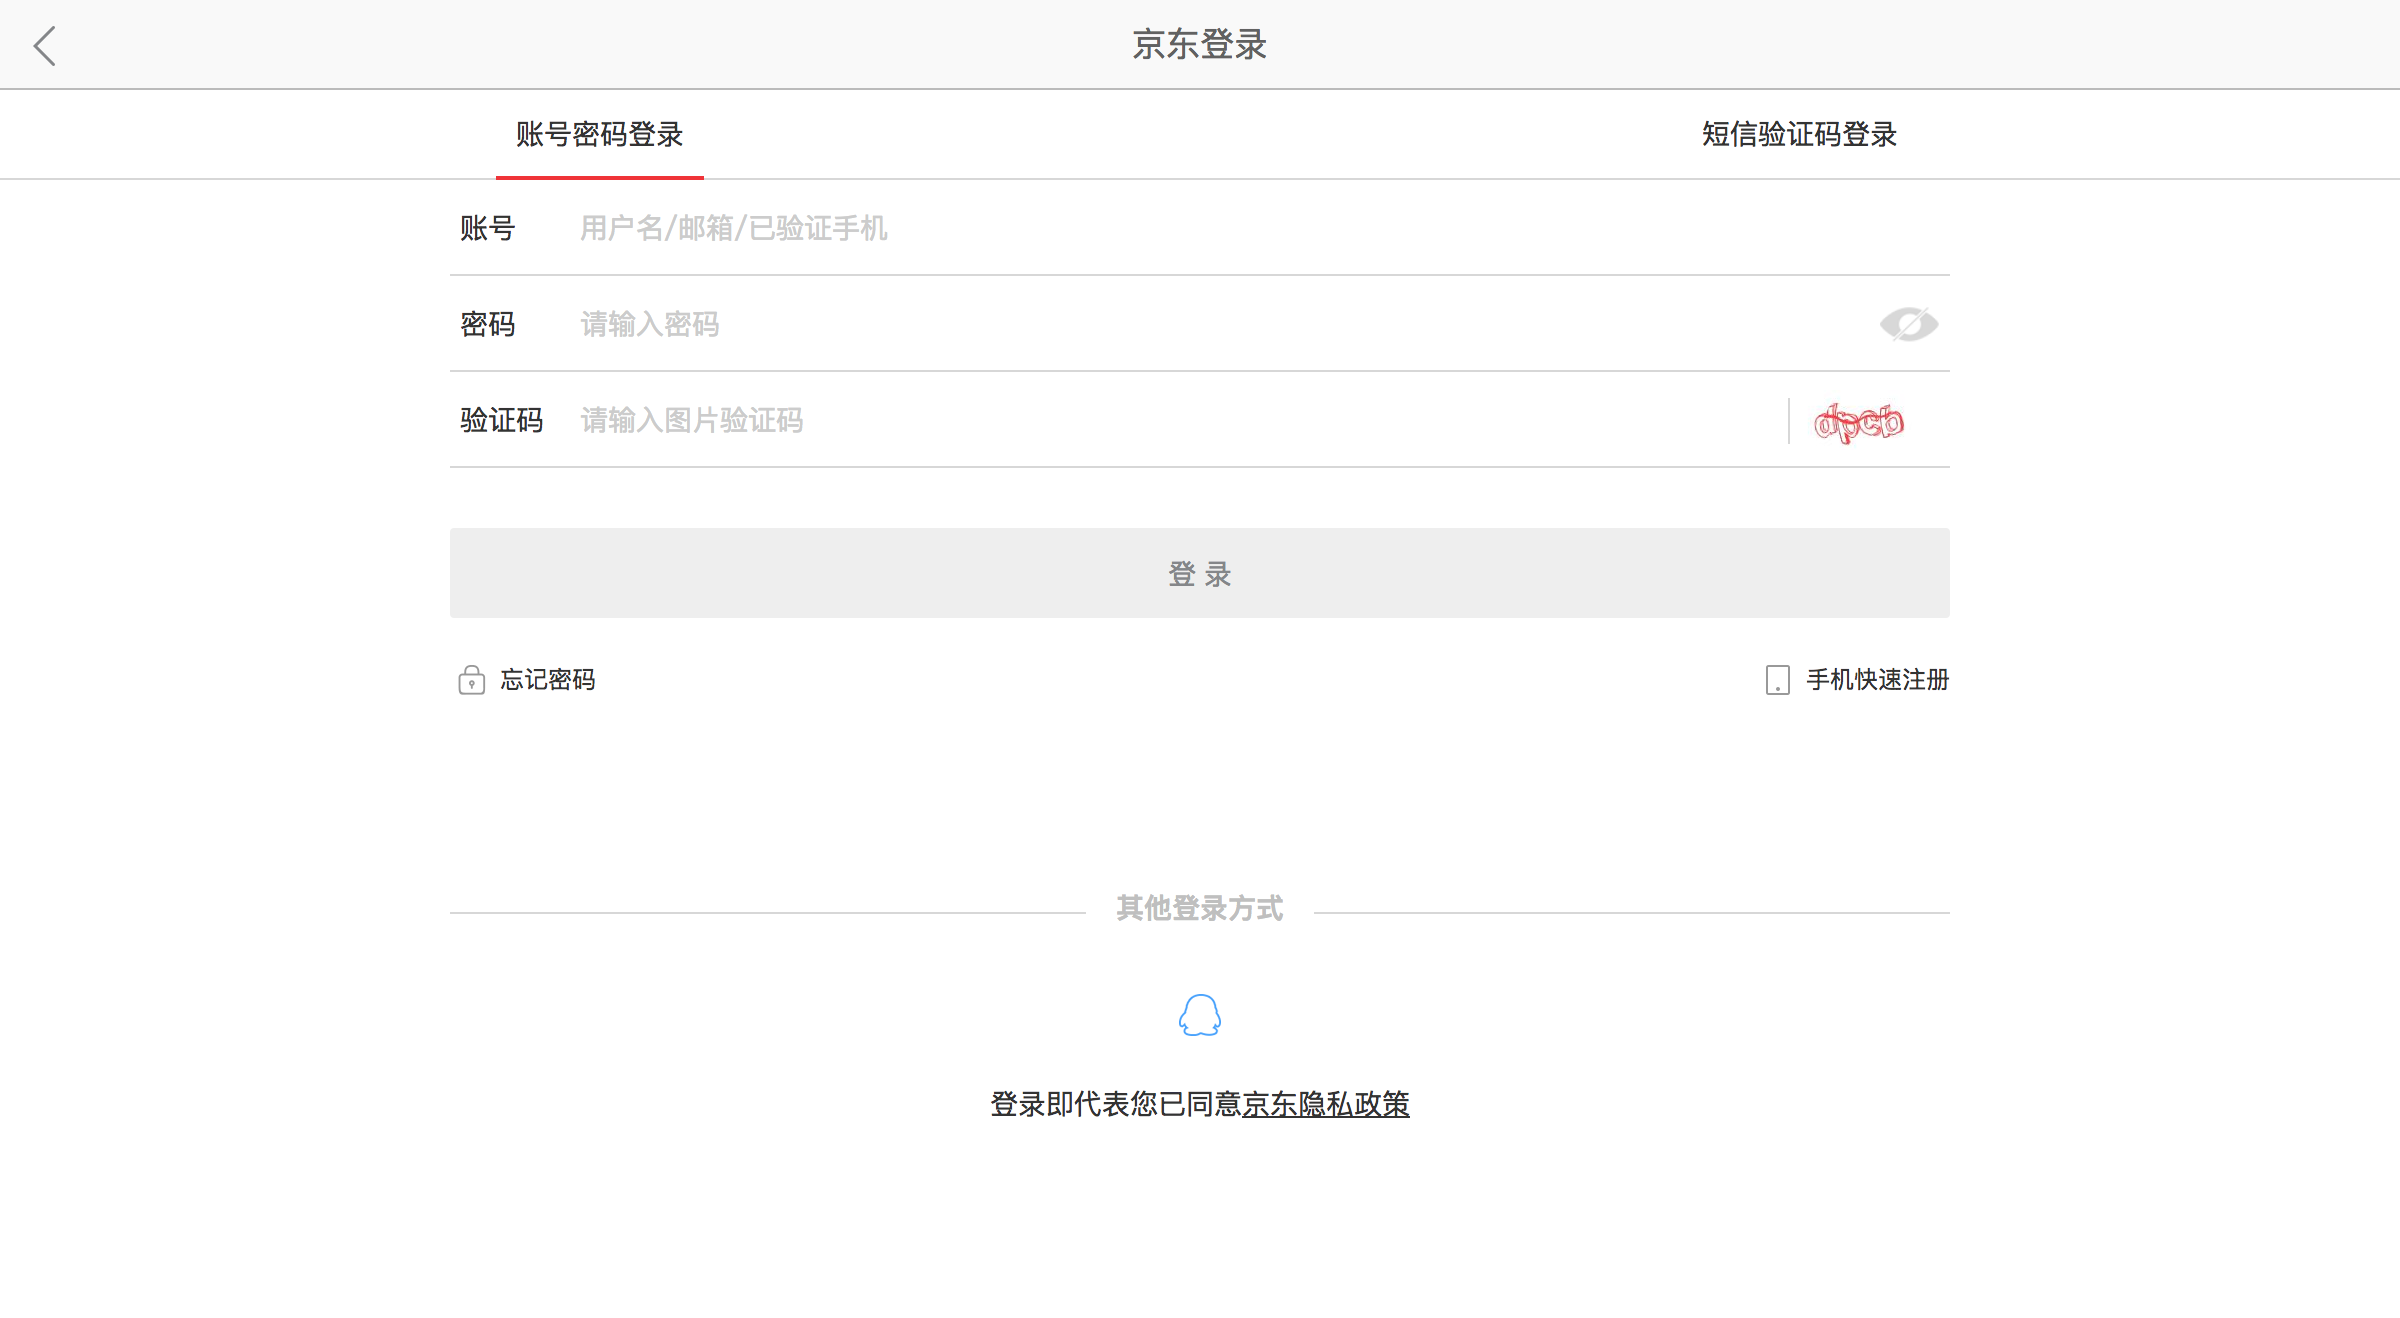 京东登录
账号密码登录 短信验证码登录
账号 用户名/邮箱/已验证手机
密码 请输入密码
验证码 请输入图片验证码 dpcb
登 录
忘记密码 手机快速注册
其他登录方式
登录即代表您已同意京东隐私政策